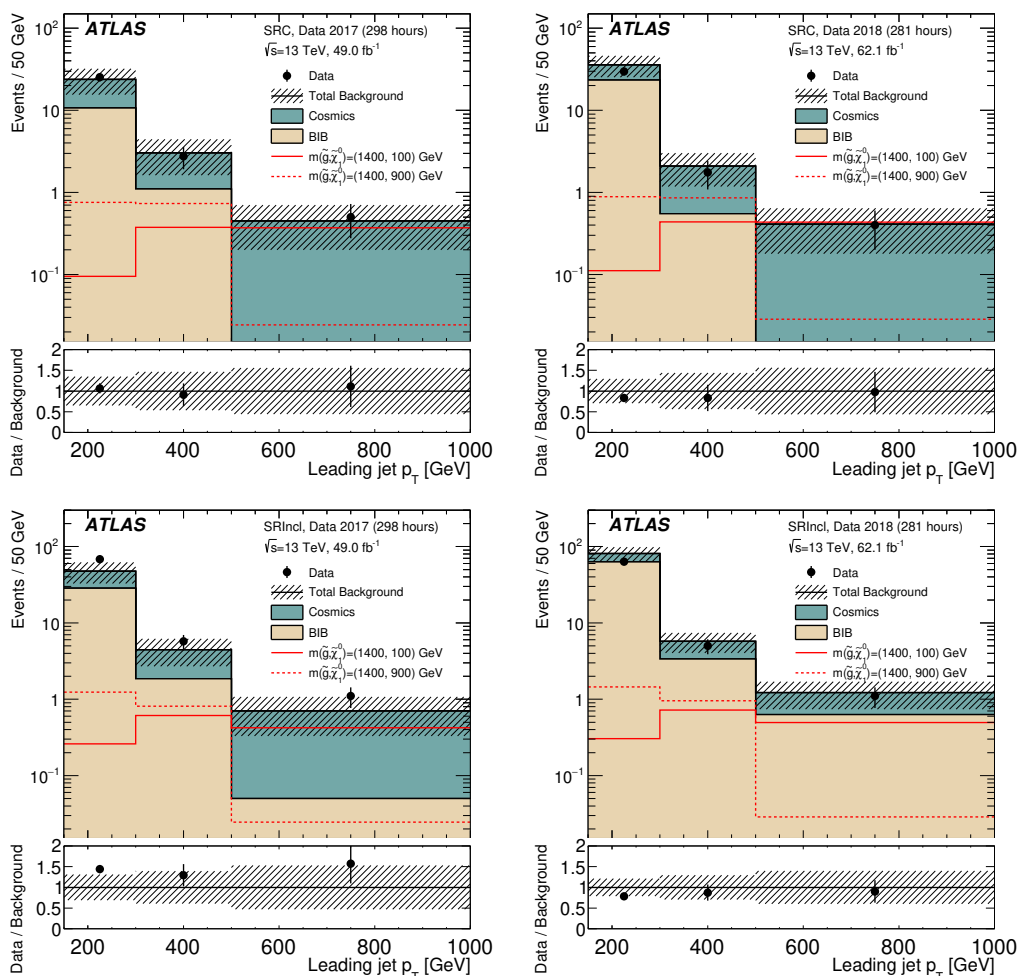 ATLAS
SRC, Data 2017 (298 hours)
√s=13 TeV, 49.0 fb⁻¹
Data
Total Background
Cosmics
BIB
m(g̃,χ̃₁⁰)=(1400, 100) GeV
m(g̃,χ̃₁⁰)=(1400, 900) GeV
Events / 50 GeV
10²
10
1
10⁻¹
Data / Background
2
1.5
1
0.5
0
200 400 600 800 1000
Leading jet p_T [GeV]
ATLAS
SRC, Data 2018 (281 hours)
√s=13 TeV, 62.1 fb⁻¹
Data
Total Background
Cosmics
BIB
m(g̃,χ̃₁⁰)=(1400, 100) GeV
m(g̃,χ̃₁⁰)=(1400, 900) GeV
Events / 50 GeV
10²
10
1
10⁻¹
Data / Background
2
1.5
1
0.5
0
200 400 600 800 1000
Leading jet p_T [GeV]
ATLAS
SRIncl, Data 2017 (298 hours)
√s=13 TeV, 49.0 fb⁻¹
Data
Total Background
Cosmics
BIB
m(g̃,χ̃₁⁰)=(1400, 100) GeV
m(g̃,χ̃₁⁰)=(1400, 900) GeV
Events / 50 GeV
10²
10
1
10⁻¹
Data / Background
2
1.5
1
0.5
0
200 400 600 800 1000
Leading jet p_T [GeV]
ATLAS
SRIncl, Data 2018 (281 hours)
√s=13 TeV, 62.1 fb⁻¹
Data
Total Background
Cosmics
BIB
m(g̃,χ̃₁⁰)=(1400, 100) GeV
m(g̃,χ̃₁⁰)=(1400, 900) GeV
Events / 50 GeV
10²
10
1
10⁻¹
Data / Background
2
1.5
1
0.5
0
200 400 600 800 1000
Leading jet p_T [GeV]